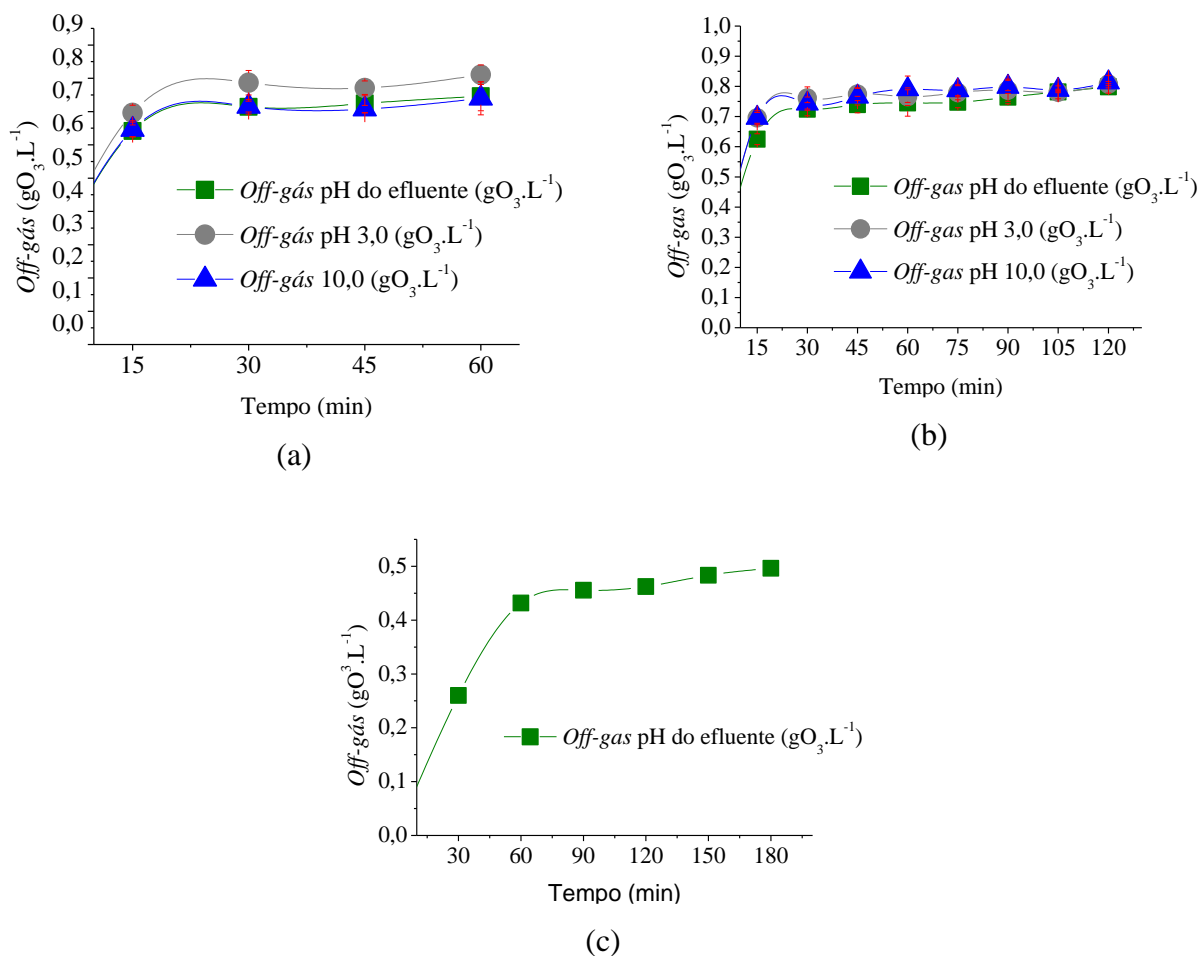 0,9
0,8
0,7
0,6
0,5
0,4
0,3
0,2
0,1
0,0
Off-gás (gO₃.L⁻¹)
Off-gás pH do efluente (gO₃.L⁻¹)
Off-gás pH 3,0 (gO₃.L⁻¹)
Off-gás 10,0 (gO₃.L⁻¹)
15 30 45 60
Tempo (min)
(a)
1,0
0,9
0,8
0,7
0,6
0,5
0,4
0,3
0,2
0,1
0,0
Off-gas (gO₃.L⁻¹)
Off-gas pH do efluente (gO₃.L⁻¹)
Off-gas pH 3,0 (gO₃.L⁻¹)
Off-gas pH 10,0 (gO₃.L⁻¹)
15 30 45 60 75 90 105 120
Tempo (min)
(b)
0,5
0,4
0,3
0,2
0,1
0,0
Off-gás (gO³.L⁻¹)
Off-gas pH do efluente (gO₃.L⁻¹)
30 60 90 120 150 180
Tempo (min)
(c)